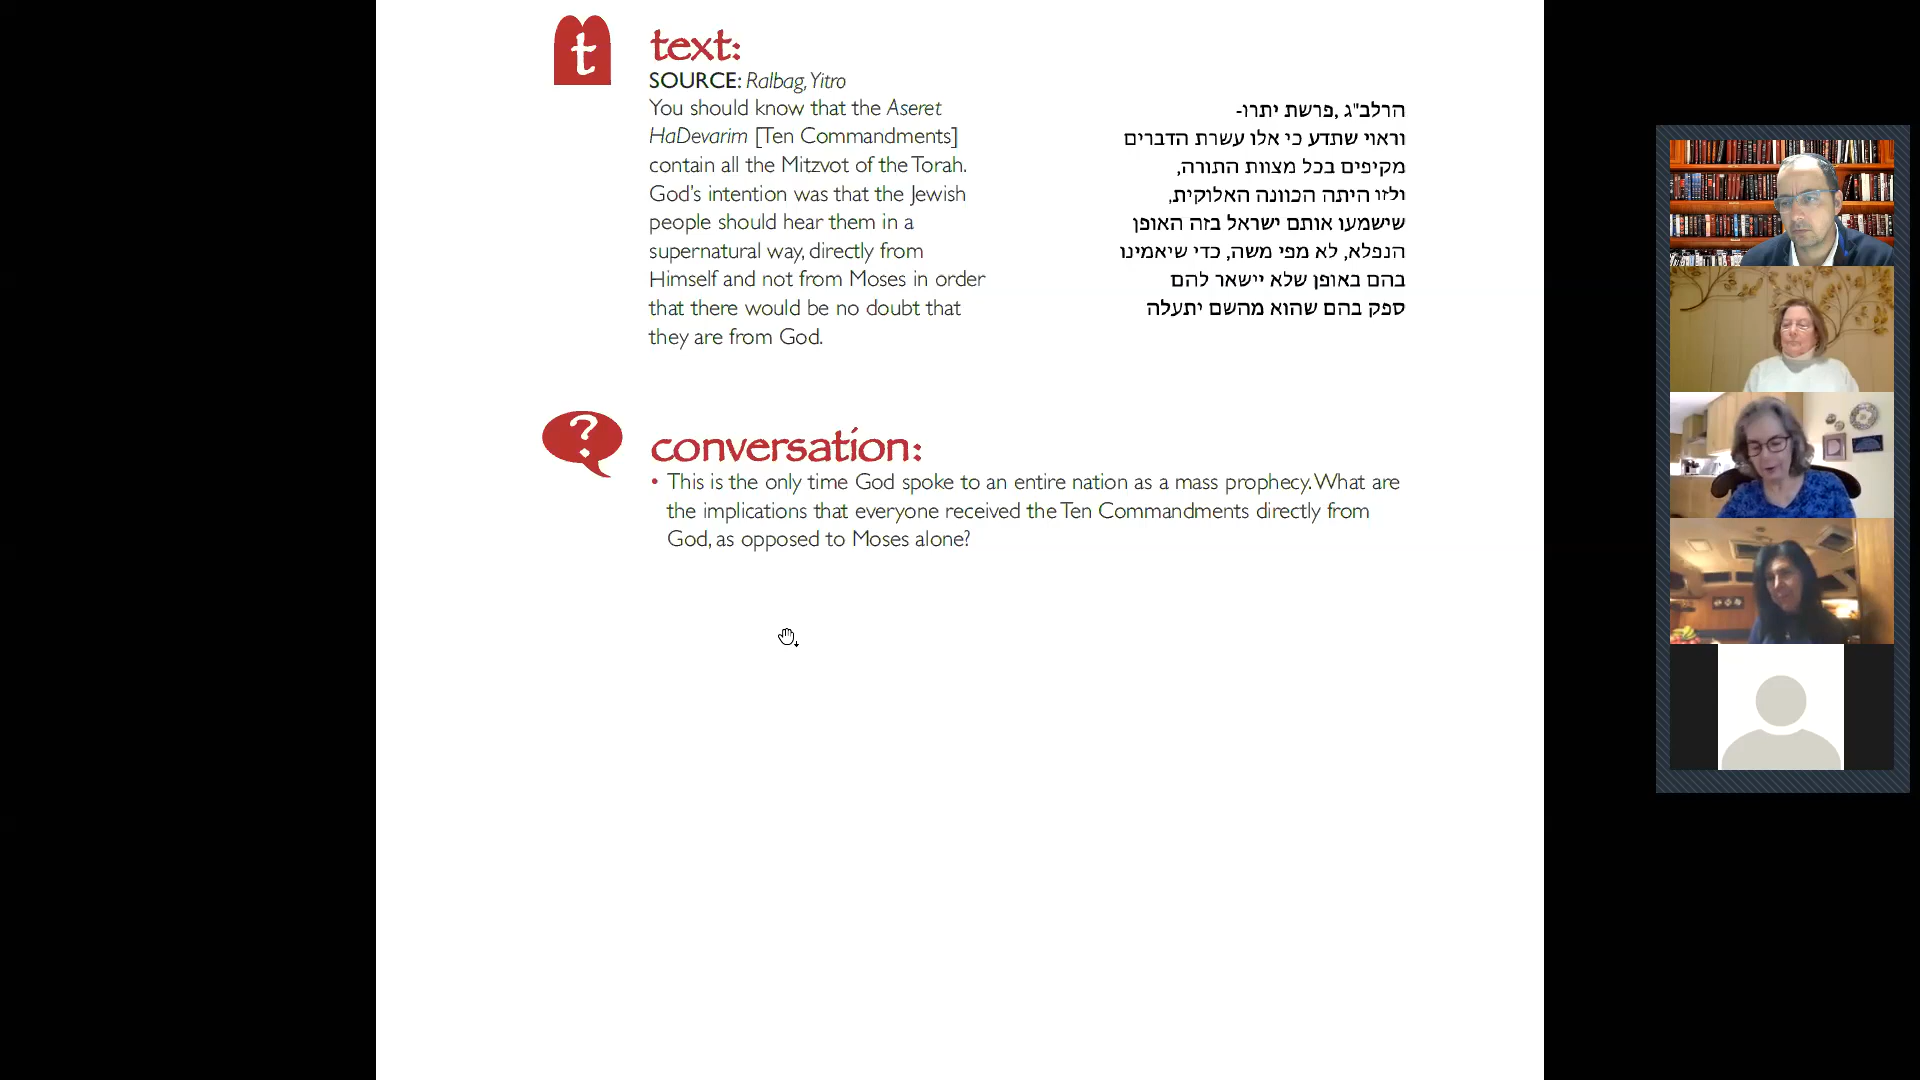 t
text:
SOURCE: Ralbag, Yitro
You should know that the Aseret
HaDevarim [Ten Commandments]
contain all the Mitzvot of the Torah.
God's intention was that the Jewish
people should hear them in a
supernatural way, directly from
Himself and not from Moses in order
that there would be no doubt that
they are from God.
הרלב"ג ,פרשת יתרו-
וראוי שתדע כי אלו עשרת הדברים
מקיפים בכל מצוות התורה,
ולזו היתה הכוונה האלוקית,
שישמעו אותם ישראל בזה האופן
הנפלא, לא מפי משה, כדי שיאמינו
בהם באופן שלא יישאר להם
ספק בהם שהוא מהשם יתעלה
?
conversation:
• This is the only time God spoke to an entire nation as a mass prophecy. What are
the implications that everyone received the Ten Commandments directly from
God, as opposed to Moses alone?